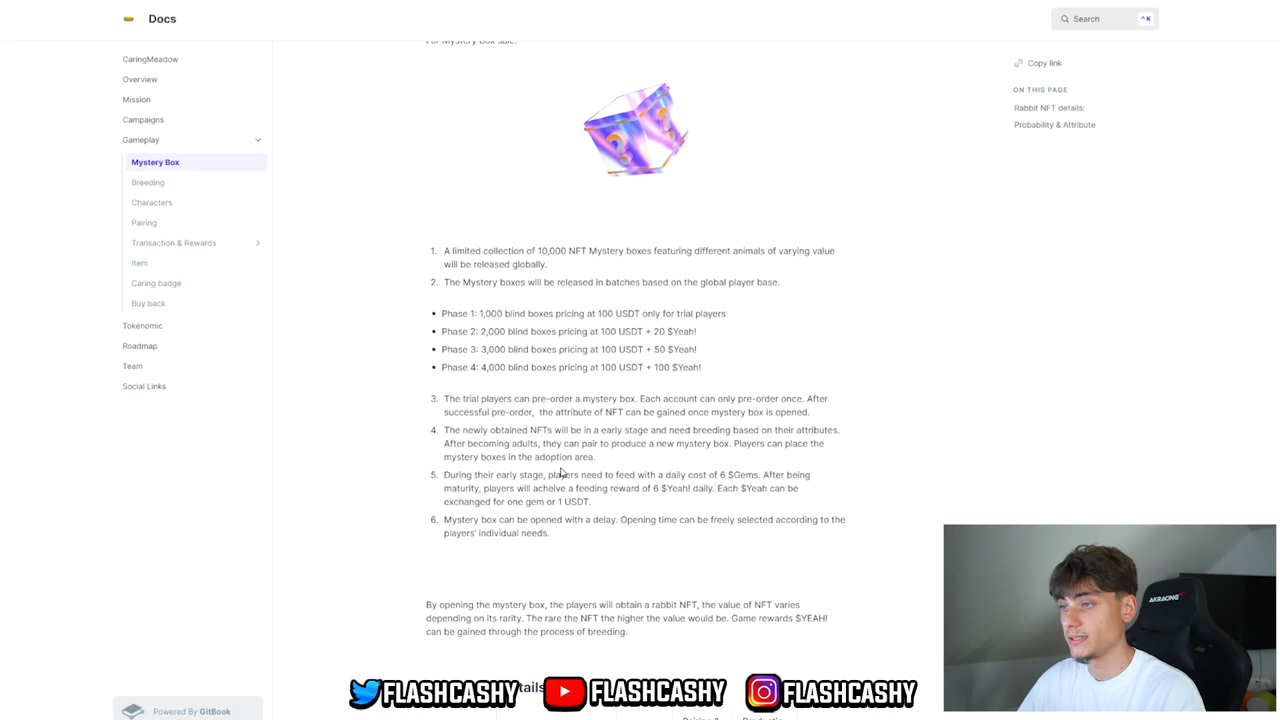 Docs
Search
^K
CaringMeadow
Overview
Mission
Campaigns
Gameplay
Mystery Box
Breeding
Characters
Pairing
Transaction & Rewards
Item
Caring badge
Buy back
Tokenomic
Roadmap
Team
Social Links
Powered By GitBook
For Mystery Box sale:
1. A limited collection of 10,000 NFT Mystery boxes featuring different animals of varying value
will be released globally.
2. The Mystery boxes will be released in batches based on the global player base.
• Phase 1: 1,000 blind boxes pricing at 100 USDT only for trial players
• Phase 2: 2,000 blind boxes pricing at 100 USDT + 20 $Yeah!
• Phase 3: 3,000 blind boxes pricing at 100 USDT + 50 $Yeah!
• Phase 4: 4,000 blind boxes pricing at 100 USDT + 100 $Yeah!
3. The trial players can pre-order a mystery box. Each account can only pre-order once. After
successful pre-order, the attribute of NFT can be gained once mystery box is opened.
4. The newly obtained NFTs will be in a early stage and need breeding based on their attributes.
After becoming adults, they can pair to produce a new mystery box. Players can place the
mystery boxes in the adoption area.
5. During their early stage, players need to feed with a daily cost of 6 $Gems. After being
maturity, players will acheive a feeding reward of 6 $Yeah! daily. Each $Yeah can be
exchanged for one gem or 1 USDT.
6. Mystery box can be opened with a delay. Opening time can be freely selected according to the
players' individual needs.
By opening the mystery box, the players will obtain a rabbit NFT, the value of NFT varies
depending on its rarity. The rare the NFT the higher the value would be. Game rewards $YEAH!
can be gained through the process of breeding.
Copy link
ON THIS PAGE
Rabbit NFT details:
Probability & Attribute
AKRACING
FLASHCASHY
FLASHCASHY
FLASHCASHY